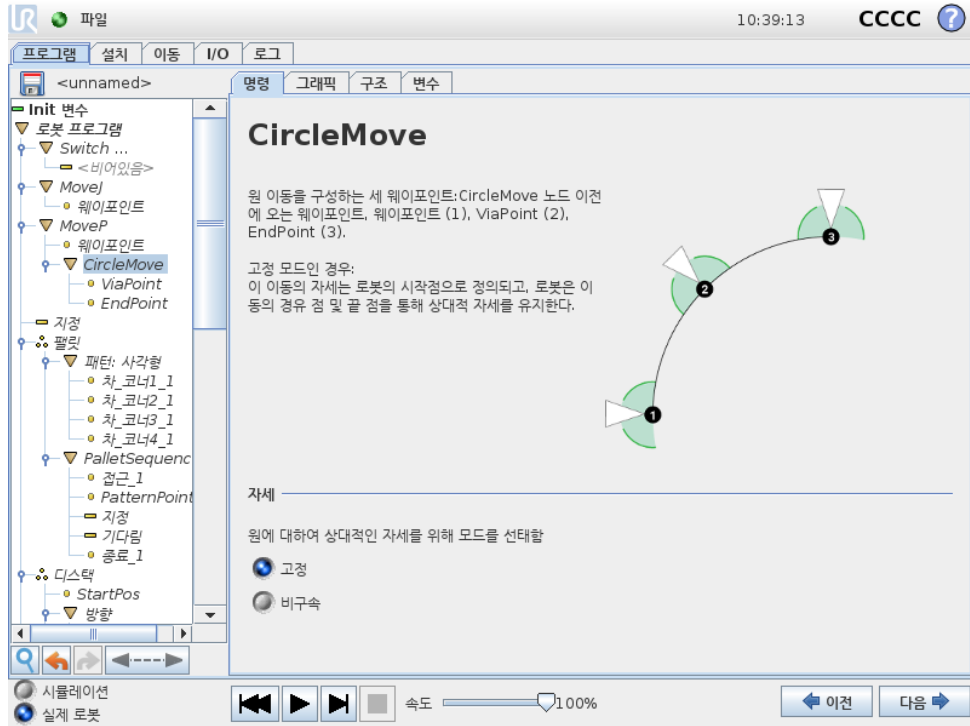 UR 파일 10:39:13 CCCC ?
프로그램 설치 이동 I/O 로그
<unnamed>
명령 그래픽 구조 변수
Init 변수
로봇 프로그램
Switch ...
<비어있음>
MoveJ
웨이포인트
MoveP
웨이포인트
CircleMove
ViaPoint
EndPoint
지정
팔릿
패턴: 사각형
차_코너1_1
차_코너2_1
차_코너3_1
차_코너4_1
PalletSequenc
접근_1
PatternPoint
지정
기다림
종료_1
디스택
StartPos
방향
CircleMove
원 이동을 구성하는 세 웨이포인트:CircleMove 노드 이전
에 오는 웨이포인트, 웨이포인트 (1), ViaPoint (2),
EndPoint (3).
고정 모드인 경우:
이 이동의 자세는 로봇의 시작점으로 정의되고, 로봇은 이
동의 경유 점 및 끝 점을 통해 상대적 자세를 유지한다.
3
2
1
자세
원에 대하여 상대적인 자세를 위해 모드를 선태함
고정
비구속
시뮬레이션
실제 로봇
속도 100%
이전 다음